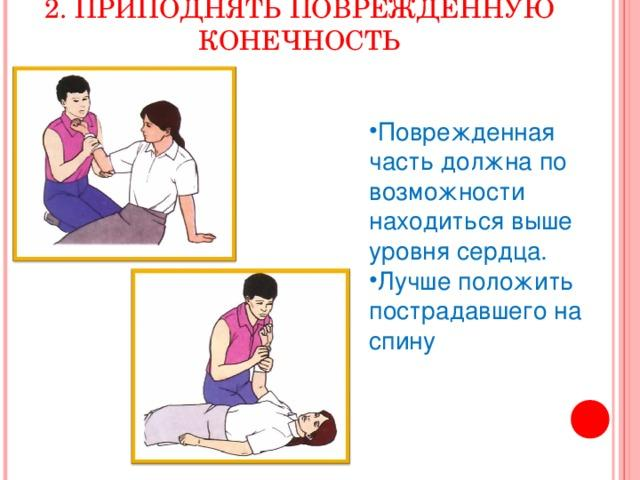 2. ПРИПОДНЯТЬ ПОВРЕЖДЕННУЮ
КОНЕЧНОСТЬ
•Поврежденная
часть должна по
возможности
находиться выше
уровня сердца.
•Лучше положить
пострадавшего на
спину